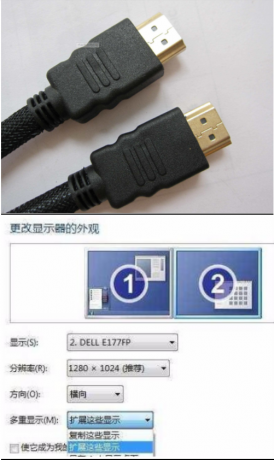 更改显示器的外观
1
2
显示(S): 2. DELL E177FP
分辨率(R): 1280 × 1024 (推荐)
方向(O): 横向
多重显示(M): 扩展这些显示
复制这些显示
使它成为我的 扩展这些显示